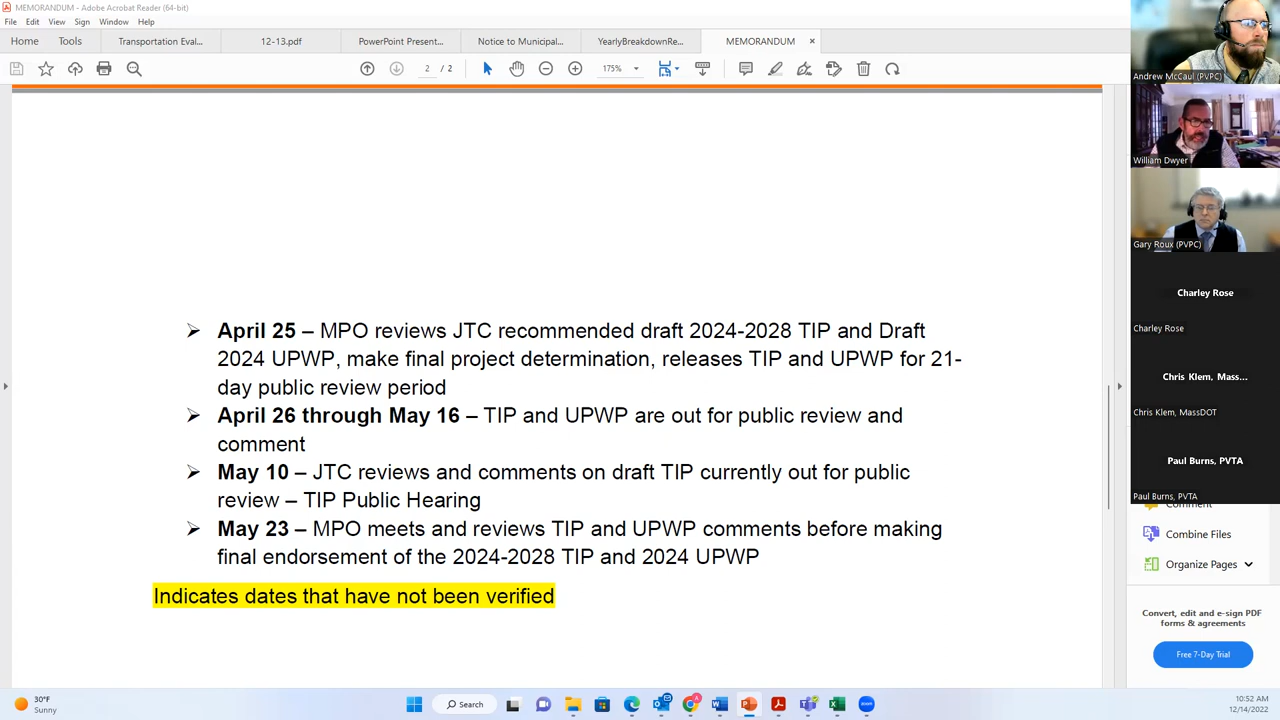 MEMORANDUM - Adobe Acrobat Reader (64-bit)
File Edit View Sign Window Help
Home Tools Transportation Eval... 12-13.pdf PowerPoint Present... Notice to Municipal... YearlyBreakdownRe... MEMORANDUM ×
2 / 2 175%
➢ April 25 – MPO reviews JTC recommended draft 2024-2028 TIP and Draft
2024 UPWP, make final project determination, releases TIP and UPWP for 21-
day public review period
➢ April 26 through May 16 – TIP and UPWP are out for public review and
comment
➢ May 10 – JTC reviews and comments on draft TIP currently out for public
review – TIP Public Hearing
➢ May 23 – MPO meets and reviews TIP and UPWP comments before making
final endorsement of the 2024-2028 TIP and 2024 UPWP
Indicates dates that have not been verified
Andrew McCaul (PVPC)
William Dwyer
Gary Roux (PVPC)
Charley Rose
Charley Rose
Chris Klem, Mass...
Chris Klem, MassDOT
Paul Burns, PVTA
Paul Burns, PVTA
Comment
Combine Files
Organize Pages
Convert, edit and e-sign PDF
forms & agreements
Free 7-Day Trial
30°F
Sunny
Search
10:52 AM
12/14/2022